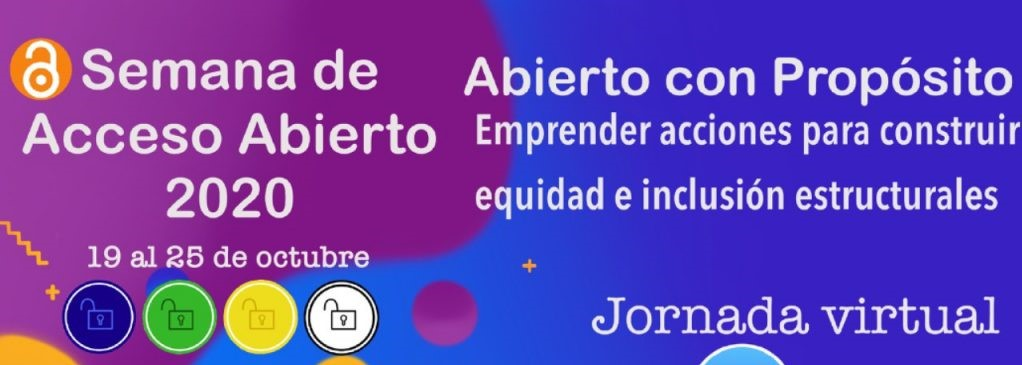 Semana de
Acceso Abierto
2020
19 al 25 de octubre
Abierto con Propósito
Emprender acciones para construir
equidad e inclusión estructurales
Jornada virtual